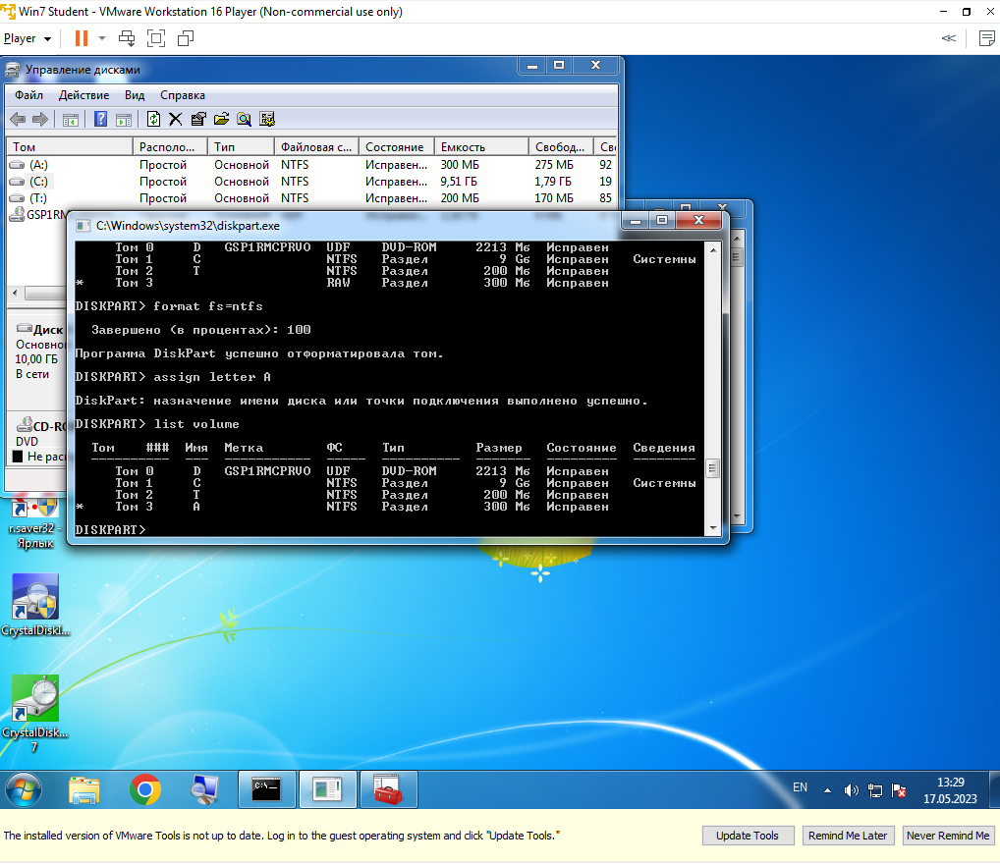 Win7 Student - VMware Workstation 16 Player (Non-commercial use only)
Player
Управление дисками
Файл Действие Вид Справка
Том Располо... Тип Файловая с... Состояние Емкость Свобод...
(A:) Простой Основной NTFS Исправен... 300 МБ 275 МБ 92
(C:) Простой Основной NTFS Исправен... 9,51 ГБ 1,79 ГБ 19
(T:) Простой Основной NTFS Исправен... 200 МБ 170 МБ 85
C:\Windows\system32\diskpart.exe
Том 0 D GSP1RMCPRVO UDF DVD-ROM 2213 Мб Исправен
Том 1 C NTFS Раздел 9 Gб Исправен Системны
Том 2 T NTFS Раздел 200 Мб Исправен
* Том 3 RAW Раздел 300 Мб Исправен
DISKPART> format fs=ntfs
Завершено (в процентах): 100
Программа DiskPart успешно отформатировала том.
DISKPART> assign letter A
DiskPart: назначение имени диска или точки подключения выполнено успешно.
DISKPART> list volume
Том ### Имя Метка ФС Тип Размер Состояние Сведения
Том 0 D GSP1RMCPRVO UDF DVD-ROM 2213 Мб Исправен
Том 1 C NTFS Раздел 9 Gб Исправен Системны
Том 2 T NTFS Раздел 200 Мб Исправен
* Том 3 A NTFS Раздел 300 Мб Исправен
DISKPART>
Диск
10,00 ГБ
В сети
DVD
r.saver32 -
Ярлык
CrystalDiskI...
CrystalDisk...
7
C:\_
EN
13:29
17.05.2023
The installed version of VMware Tools is not up to date. Log in to the guest operating system and click "Update Tools."
Update Tools
Remind Me Later
Never Remind Me